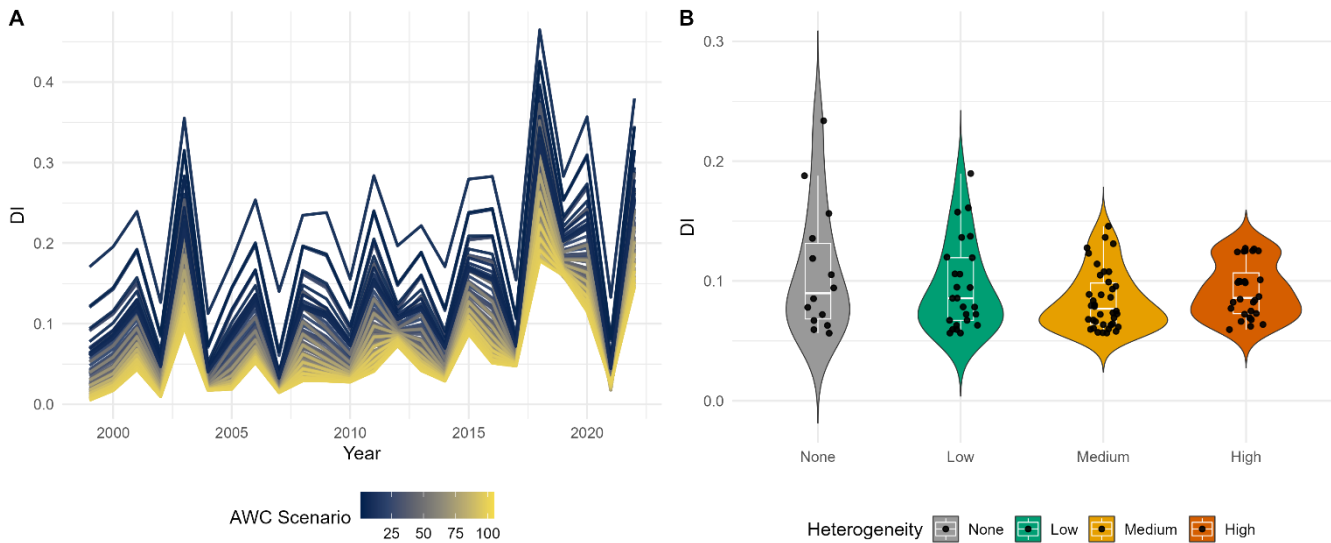 A
DI
0.4
0.3
0.2
0.1
0.0
2000 2005 2010 2015 2020
Year
AWC Scenario
25 50 75 100
B
DI
0.3
0.2
0.1
0.0
None Low Medium High
Heterogeneity None Low Medium High